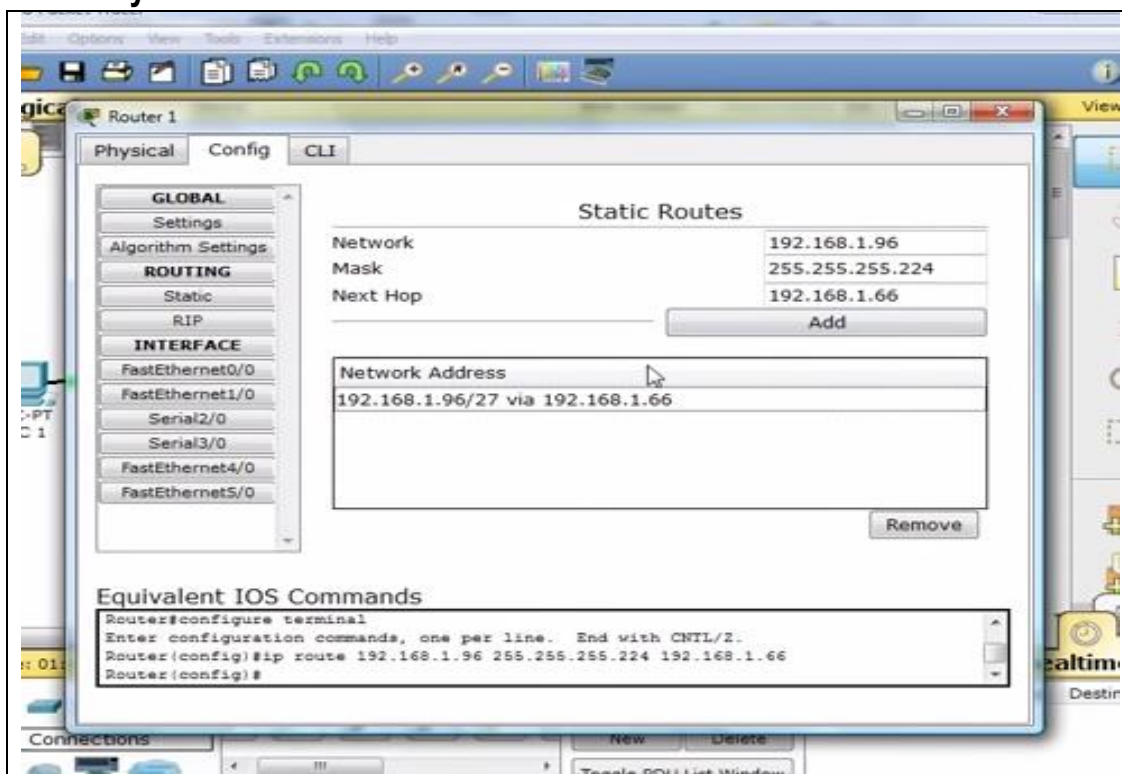 Edit Options View Tools Extensions Help
Router 1
View
Physical Config CLI
GLOBAL
Settings
Algorithm Settings
ROUTING
Static
RIP
INTERFACE
FastEthernet0/0
FastEthernet1/0
Serial2/0
Serial3/0
FastEthernet4/0
FastEthernet5/0
Static Routes
Network 192.168.1.96
Mask 255.255.255.224
Next Hop 192.168.1.66
Add
Network Address
192.168.1.96/27 via 192.168.1.66
Remove
Equivalent IOS Commands
Router#configure terminal
Enter configuration commands, one per line. End with CNTL/Z.
Router(config)#ip route 192.168.1.96 255.255.255.224 192.168.1.66
Router(config)#
Connections
New Delete
Toggle PDU List Window